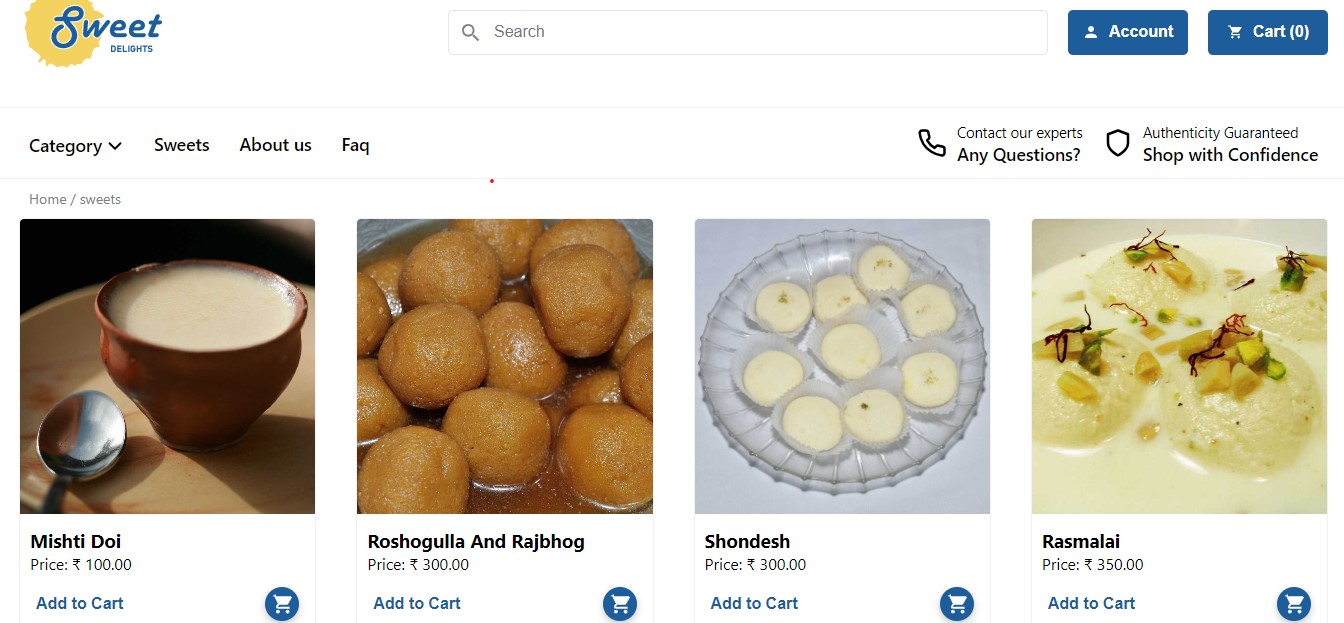 Sweet
DELIGHTS
Search
Account
Cart (0)
Category
Sweets
About us
Faq
Contact our experts
Any Questions?
Authenticity Guaranteed
Shop with Confidence
Home / sweets
Mishti Doi
Price: ₹ 100.00
Add to Cart
Roshogulla And Rajbhog
Price: ₹ 300.00
Add to Cart
Shondesh
Price: ₹ 300.00
Add to Cart
Rasmalai
Price: ₹ 350.00
Add to Cart